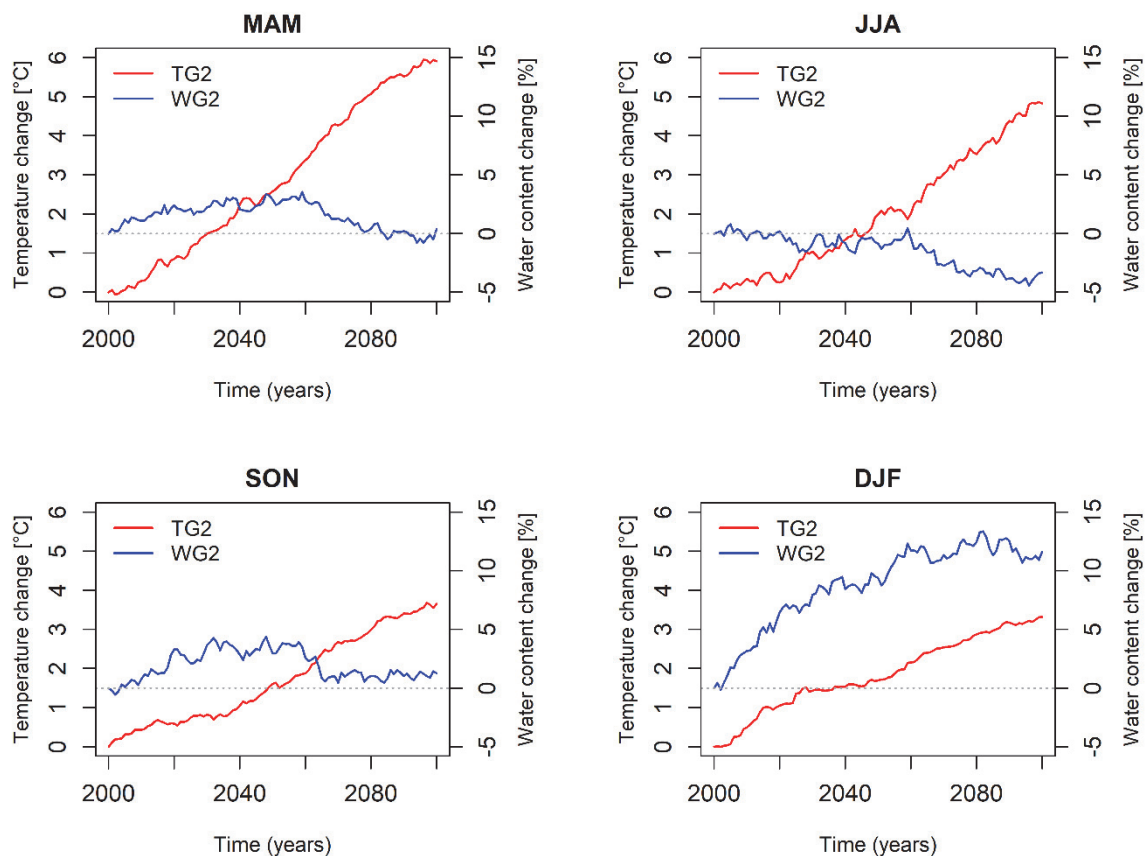 MAM
Temperature change [°C]
0 1 2 3 4 5 6
TG2
WG2
-5 0 5 10 15
Water content change [%]
2000 2040 2080
Time (years)
JJA
Temperature change [°C]
0 1 2 3 4 5 6
TG2
WG2
-5 0 5 10 15
Water content change [%]
2000 2040 2080
Time (years)
SON
Temperature change [°C]
0 1 2 3 4 5 6
TG2
WG2
-5 0 5 10 15
Water content change [%]
2000 2040 2080
Time (years)
DJF
Temperature change [°C]
0 1 2 3 4 5 6
TG2
WG2
-5 0 5 10 15
Water content change [%]
2000 2040 2080
Time (years)